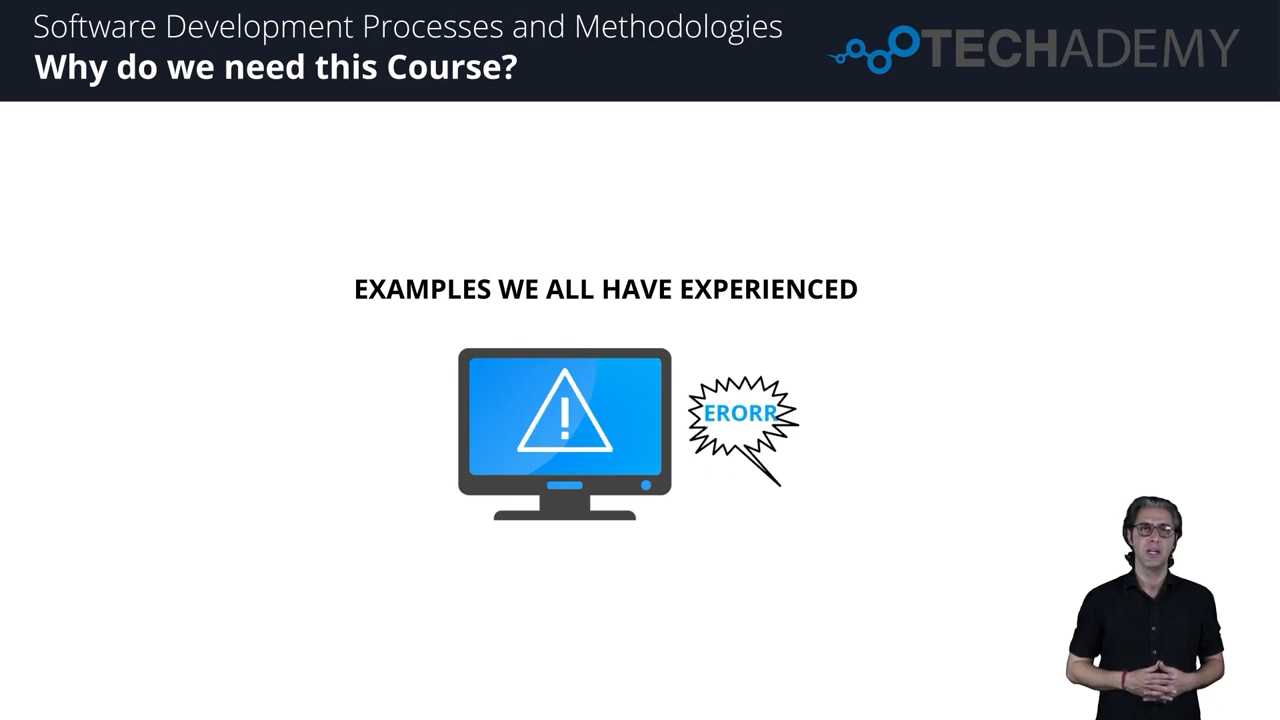 Software Development Processes and Methodologies
Why do we need this Course?
TECHADEMY
EXAMPLES WE ALL HAVE EXPERIENCED
!
ERORR